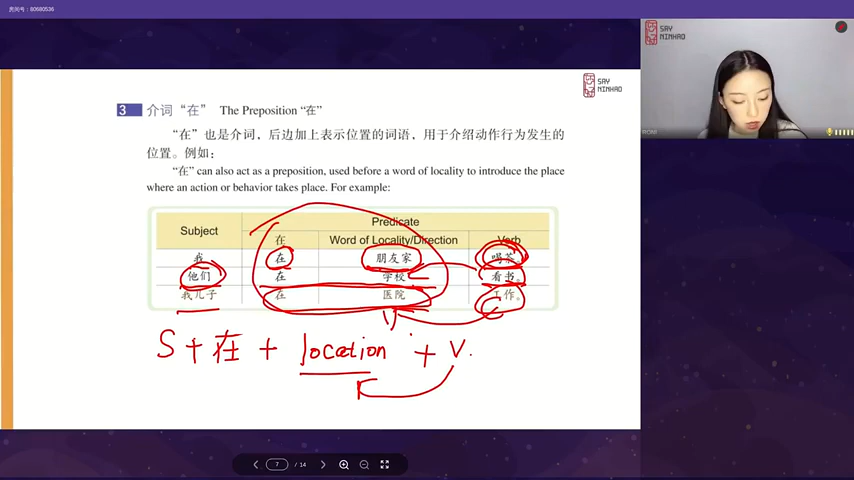 房间号：80680536
SAY
NINHAO
SAY
NINHAO
3 介词 “在” The Preposition “在”
“在”也是介词，后边加上表示位置的词语，用于介绍动作行为发生的
位置。例如：
“在” can also act as a preposition, used before a word of locality to introduce the place
where an action or behavior takes place. For example:
Subject Predicate
在 Word of Locality/Direction Verb
我 在 朋友家 喝茶。
他们 在 学校 看书。
我儿子 在 医院 工作。
S + 在 + location + V.
7 / 14